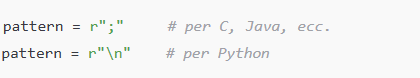 pattern = r";"     # per C, Java, ecc.
pattern = r"\n"    # per Python